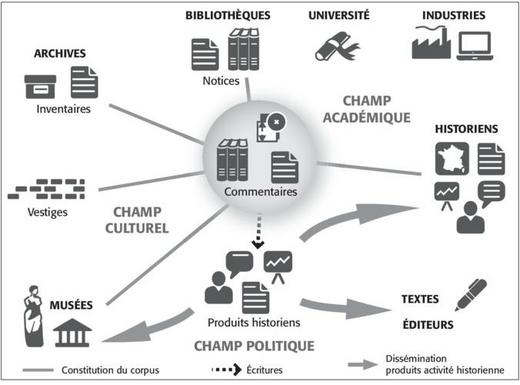 BIBLIOTHÈQUES
UNIVERSITÉ
INDUSTRIES
ARCHIVES
Notices
Inventaires
CHAMP
ACADÉMIQUE
HISTORIENS
Commentaires
Vestiges
CHAMP
CULTUREL
MUSÉES
Produits historiens
TEXTES
ÉDITEURS
CHAMP POLITIQUE
Constitution du corpus
Écritures
Dissémination
produits activité historienne